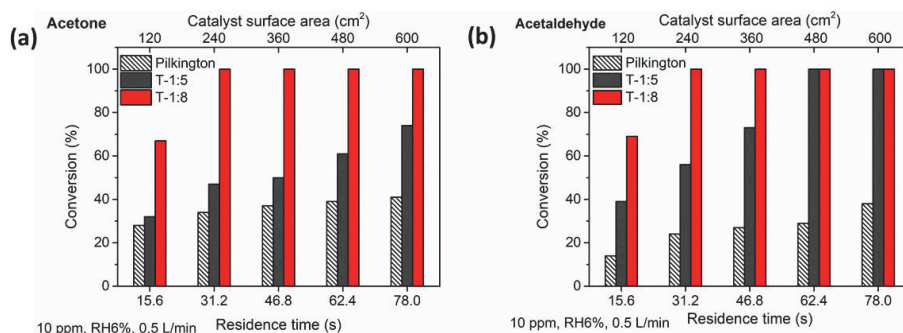 (a) Acetone Catalyst surface area (cm²)
120 240 360 480 600
Pilkington
T-1:5
T-1:8
100
80
60
40
20
0
Conversion (%)
15.6 31.2 46.8 62.4 78.0
Residence time (s)
10 ppm, RH6%, 0.5 L/min
(b) Acetaldehyde Catalyst surface area (cm²)
120 240 360 480 600
Pilkington
T-1:5
T-1:8
100
80
60
40
20
0
Conversion (%)
15.6 31.2 46.8 62.4 78.0
Residence time (s)
10 ppm, RH6%, 0.5 L/min